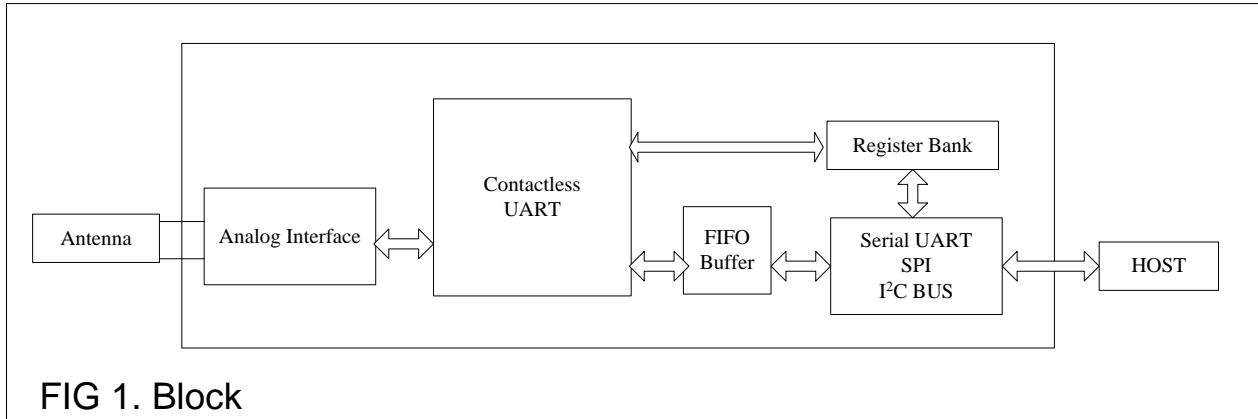 Antenna
Analog Interface
Contactless
UART
FIFO
Buffer
Register Bank
Serial UART
SPI
I²C BUS
HOST
FIG 1. Block